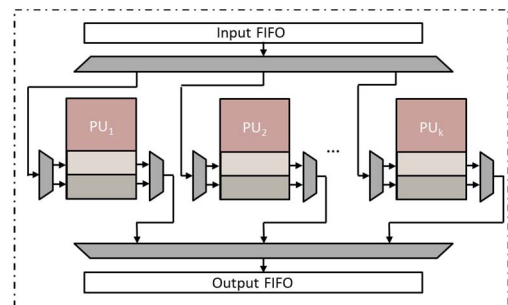 Input FIFO
PU₁
PU₂
...
PUₖ
Output FIFO